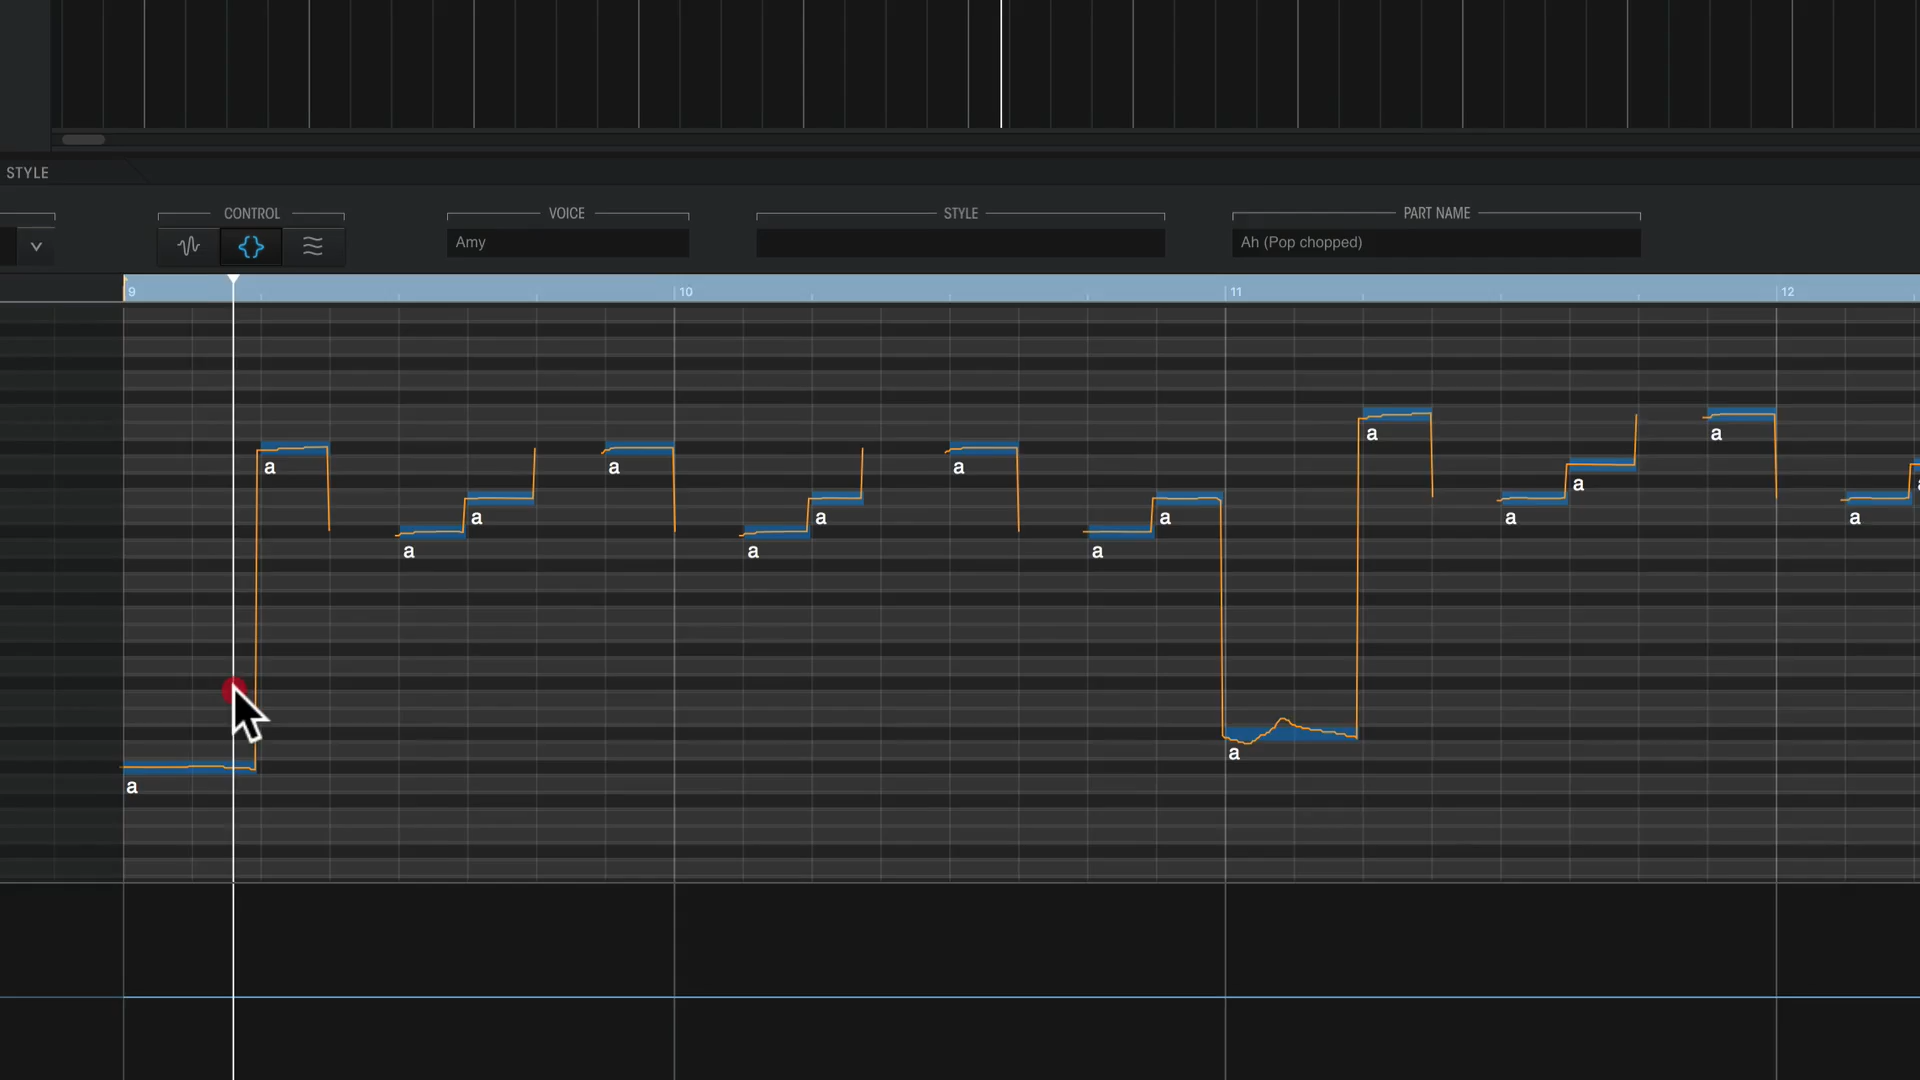 STYLE
CONTROL VOICE STYLE PART NAME
Amy Ah (Pop chopped)
9 10 11 12
a a
a a a a
a a a a a
a a a
a
a